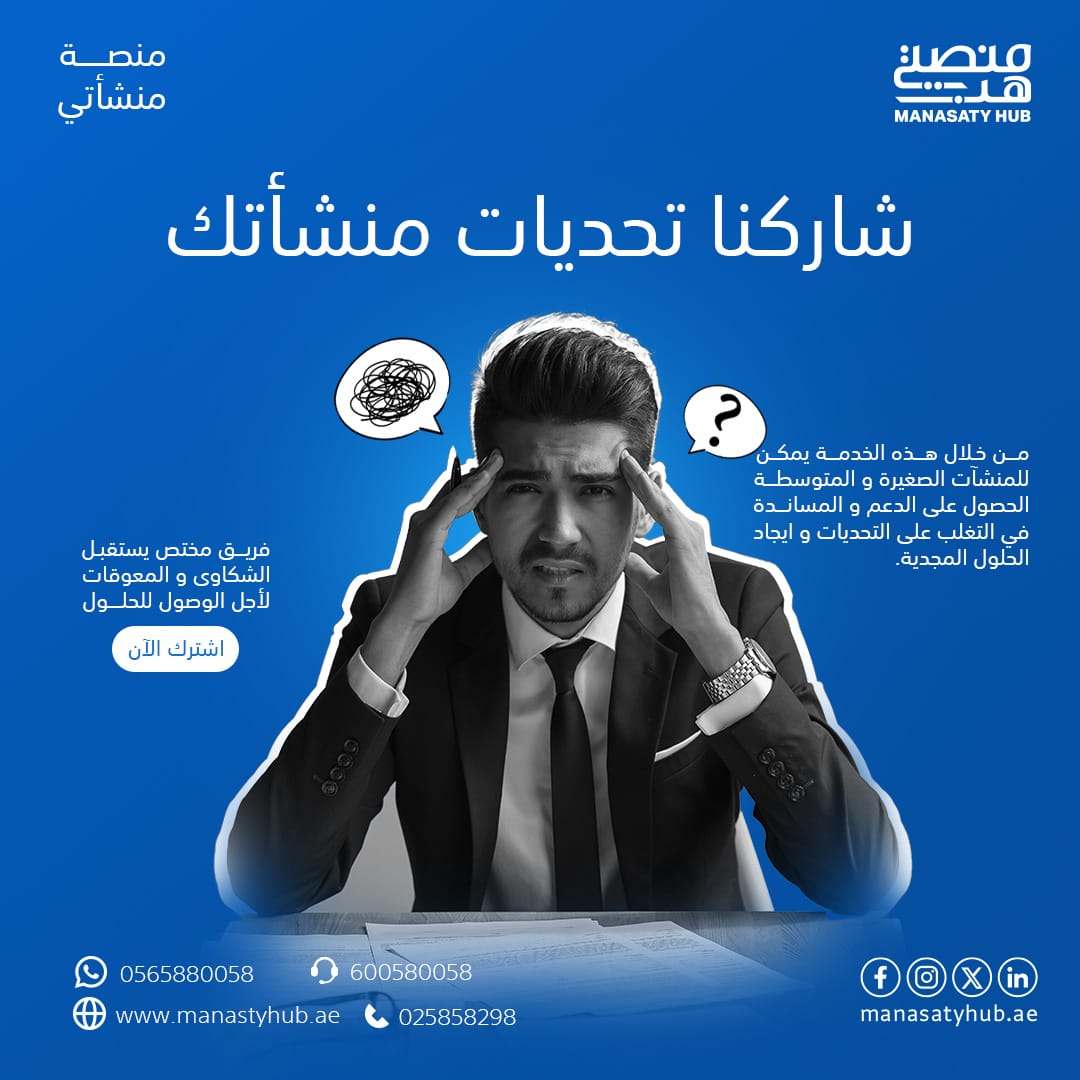 منصة
منشأتي
منصتي
هب
MANASATY HUB
شاركنا تحديات منشأتك
?
من خلال هذه الخدمة يمكن
للمنشآت الصغيرة و المتوسطة
الحصول على الدعم و المساندة
في التغلب على التحديات و ايجاد
الحلول المجدية.
فريق مختص يستقبل
الشكاوى و المعوقات
لأجل الوصول للحلول
اشترك الآن
0565880058
600580058
www.manastyhub.ae
025858298
manasatyhub.ae